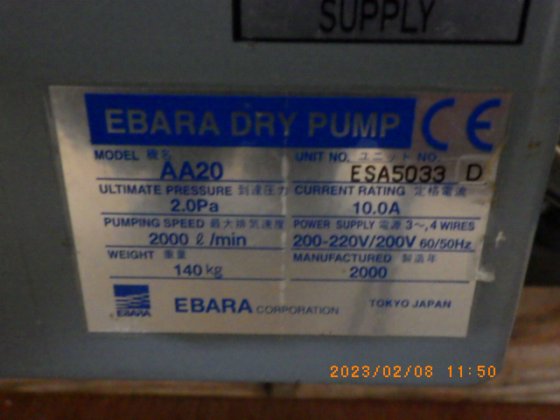 SUPPLY
EBARA DRY PUMP CE
MODEL 機名 AA20
UNIT NO. ユニット NO. ESA5033 D
ULTIMATE PRESSURE 到達圧力 2.0Pa
CURRENT RATING 定格電流 10.0A
PUMPING SPEED 最大排気速度 2000 ℓ/min
POWER SUPPLY 電源 3~, 4 WIRES 200-220V/200V 60/50Hz
WEIGHT 重量 140 kg
MANUFACTURED 製造年 2000
EBARA
EBARA CORPORATION TOKYO JAPAN
2023/02/08 11:50